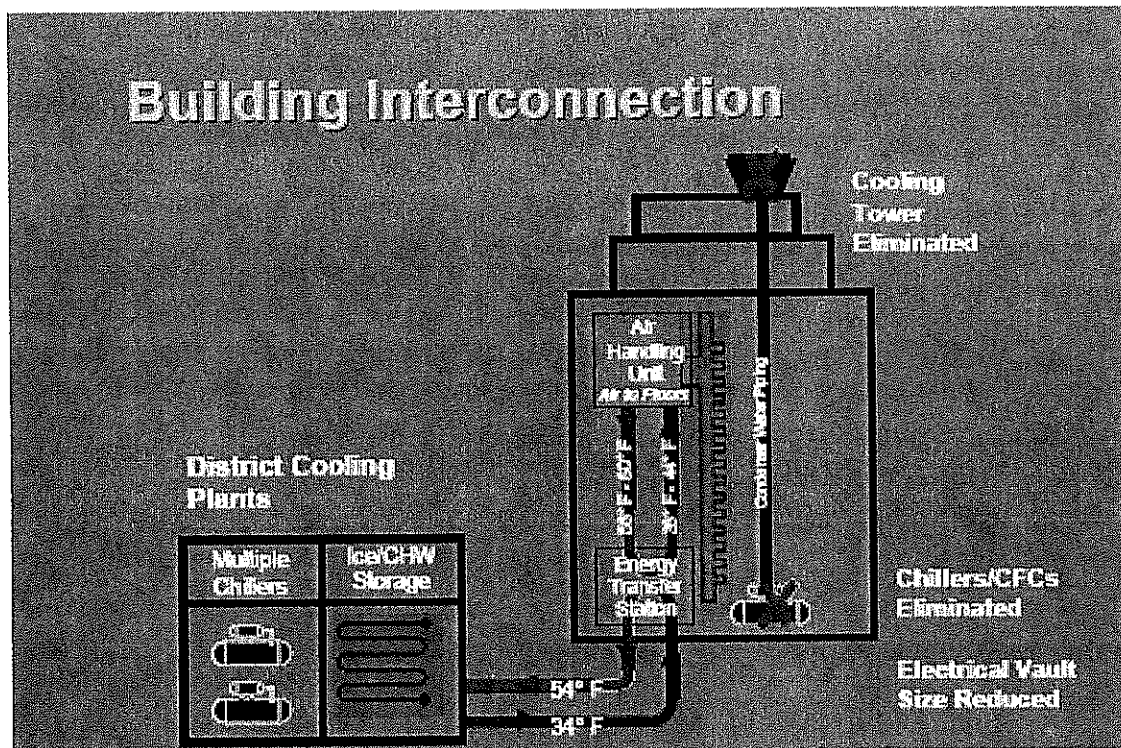 Building Interconnection
Cooling
Tower
Eliminated
Air
Handling
Unit
Air to Floors
Condenser Water Piping
District Cooling
Plants
Multiple
Chillers
Ice/CHW
Storage
Energy
Transfer
Station
Chillers/CFCs
Eliminated
54° F
34° F
Electrical Vault
Size Reduced